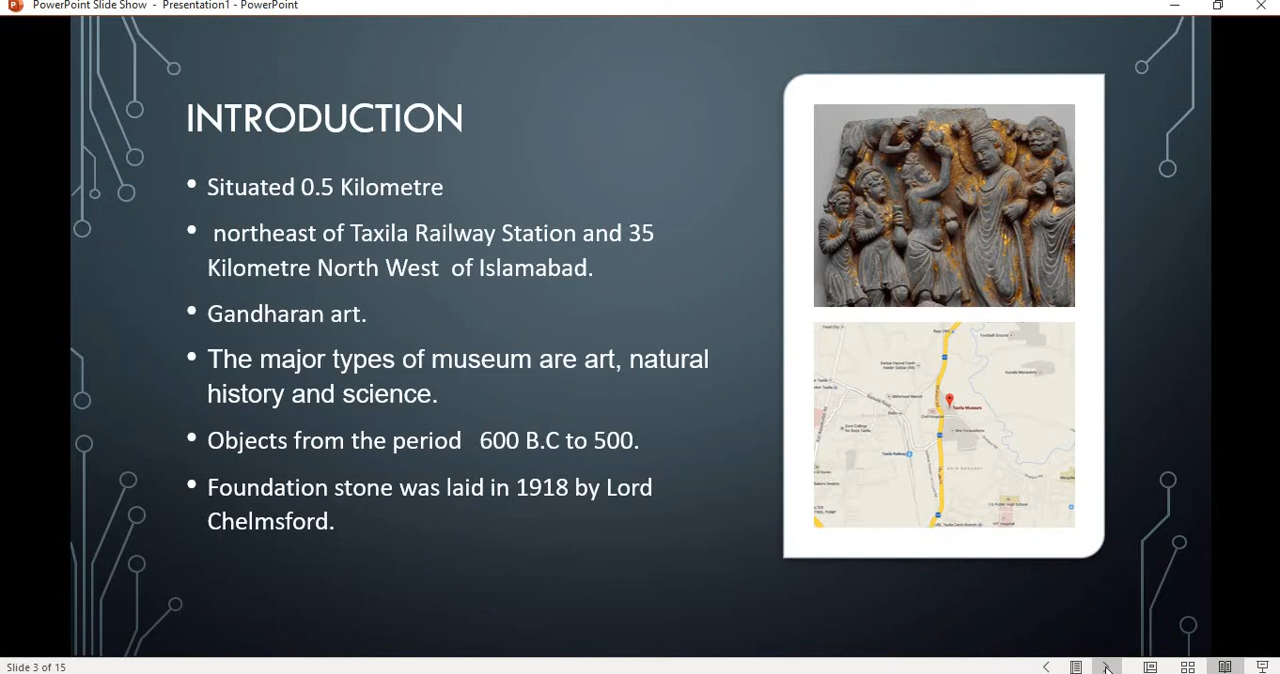 PowerPoint Slide Show - Presentation1 - PowerPoint
INTRODUCTION
• Situated 0.5 Kilometre
• northeast of Taxila Railway Station and 35
Kilometre North West of Islamabad.
• Gandharan art.
• The major types of museum are art, natural
history and science.
• Objects from the period 600 B.C to 500.
• Foundation stone was laid in 1918 by Lord
Chelmsford.
Taxila Museum
Slide 3 of 15